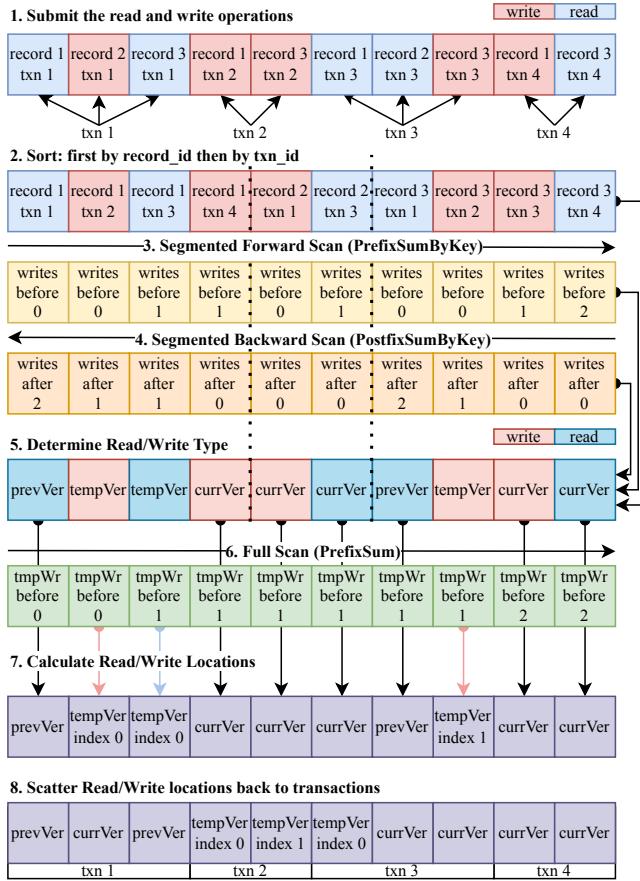 1. Submit the read and write operations
write read
record 1 record 2 record 3 record 1 record 3 record 1 record 2 record 3 record 1 record 3
txn 1 txn 1 txn 1 txn 2 txn 2 txn 3 txn 3 txn 3 txn 4 txn 4
txn 1 txn 2 txn 3 txn 4
2. Sort: first by record_id then by txn_id
record 1 record 1 record 1 record 1 record 2 record 2 record 3 record 3 record 3 record 3
txn 1 txn 2 txn 3 txn 4 txn 1 txn 3 txn 1 txn 2 txn 3 txn 4
3. Segmented Forward Scan (PrefixSumByKey)
writes writes writes writes writes writes writes writes writes writes
before before before before before before before before before before
0 0 1 1 0 1 0 0 1 2
4. Segmented Backward Scan (PostfixSumByKey)
writes writes writes writes writes writes writes writes writes writes
after after after after after after after after after after
2 1 1 0 0 0 2 1 0 0
5. Determine Read/Write Type
write read
prevVer tempVer tempVer currVer currVer currVer prevVer tempVer currVer currVer
6. Full Scan (PrefixSum)
tmpWr tmpWr tmpWr tmpWr tmpWr tmpWr tmpWr tmpWr tmpWr tmpWr
before before before before before before before before before before
0 0 1 1 1 1 1 1 2 2
7. Calculate Read/Write Locations
prevVer tempVer index 0 tempVer index 0 currVer currVer currVer prevVer tempVer index 1 currVer currVer
8. Scatter Read/Write locations back to transactions
prevVer currVer prevVer tempVer index 0 tempVer index 1 tempVer index 0 currVer currVer currVer currVer
txn 1 txn 2 txn 3 txn 4